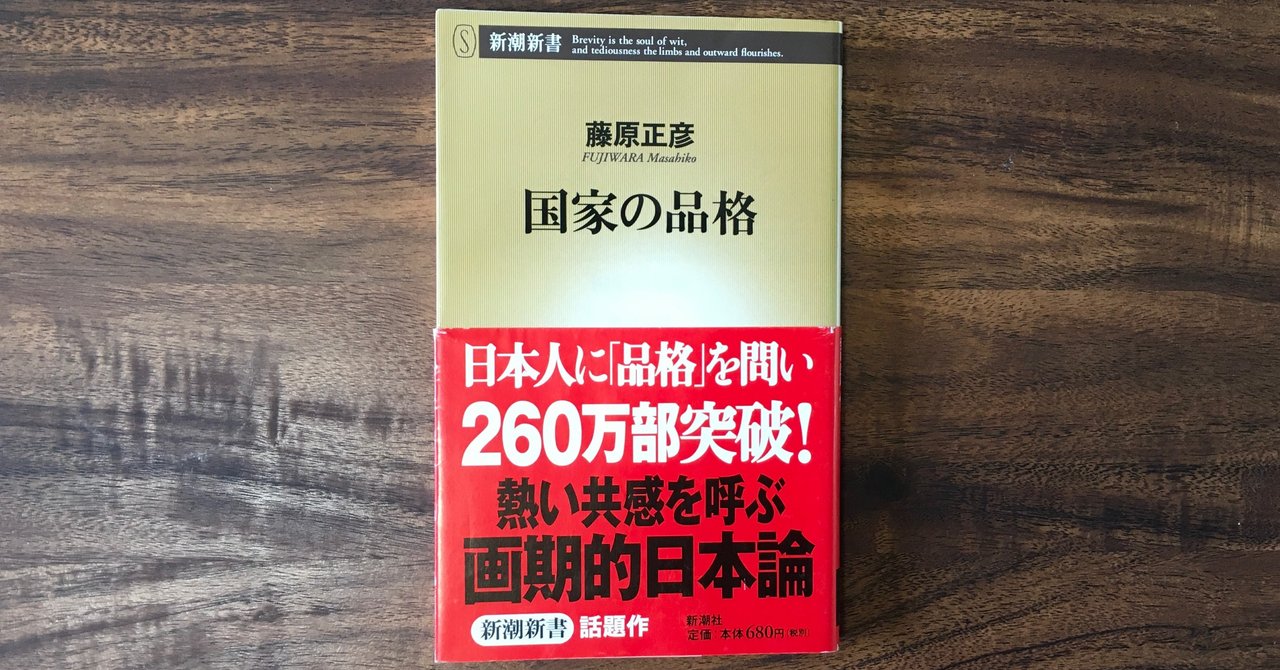 S
新潮新書
Brevity is the soul of wit,
and tediousness the limbs and outward flourishes.
藤原正彦
FUJIWARA Masahiko
国家の品格
日本人に「品格」を問い
260万部突破!
熱い共感を呼ぶ
画期的日本論
新潮新書 話題作
新潮社
定価 本体680円(税別)